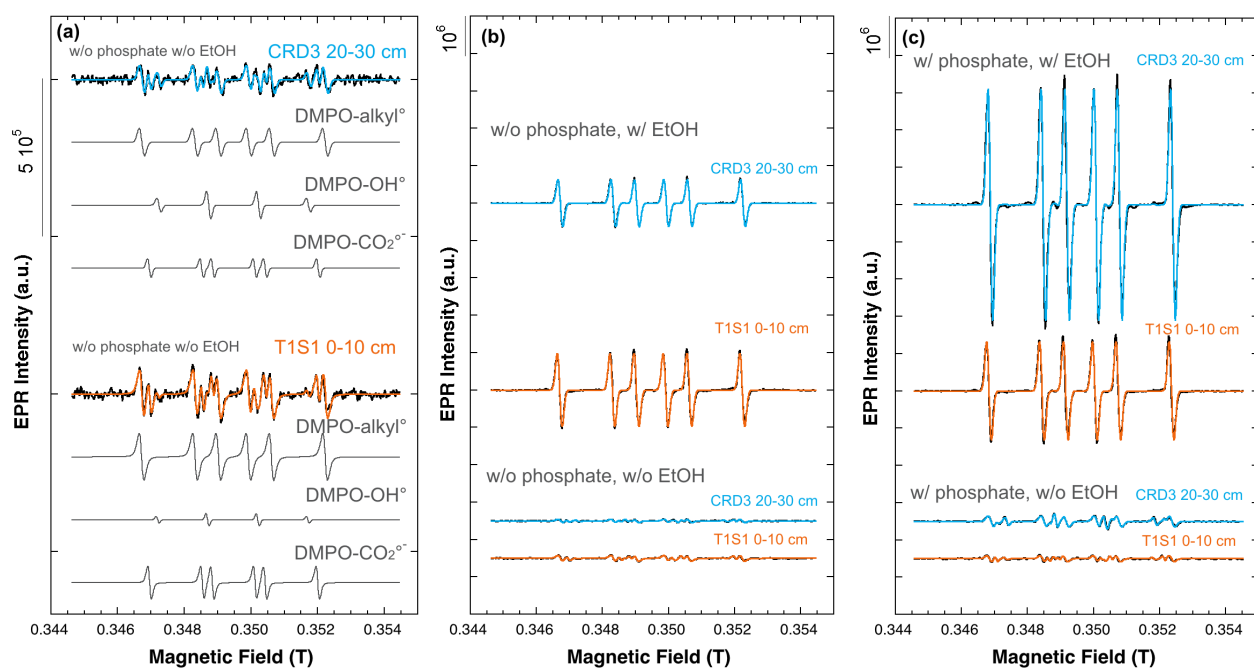 (a)
w/o phosphate w/o EtOH CRD3 20-30 cm
DMPO-alkyl°
DMPO-OH°
DMPO-CO₂°⁻
w/o phosphate w/o EtOH T1S1 0-10 cm
DMPO-alkyl°
DMPO-OH°
DMPO-CO₂°⁻
5 10⁵
EPR Intensity (a.u.)
0.344 0.346 0.348 0.350 0.352 0.354
Magnetic Field (T)
(b)
10⁶
w/o phosphate, w/ EtOH
CRD3 20-30 cm
T1S1 0-10 cm
w/o phosphate, w/o EtOH
CRD3 20-30 cm
T1S1 0-10 cm
EPR Intensity (a.u.)
0.344 0.346 0.348 0.350 0.352 0.354
Magnetic Field (T)
(c)
10⁶
w/ phosphate, w/ EtOH
CRD3 20-30 cm
T1S1 0-10 cm
w/ phosphate, w/o EtOH
CRD3 20-30 cm
T1S1 0-10 cm
EPR Intensity (a.u.)
0.344 0.346 0.348 0.350 0.352 0.354
Magnetic Field (T)